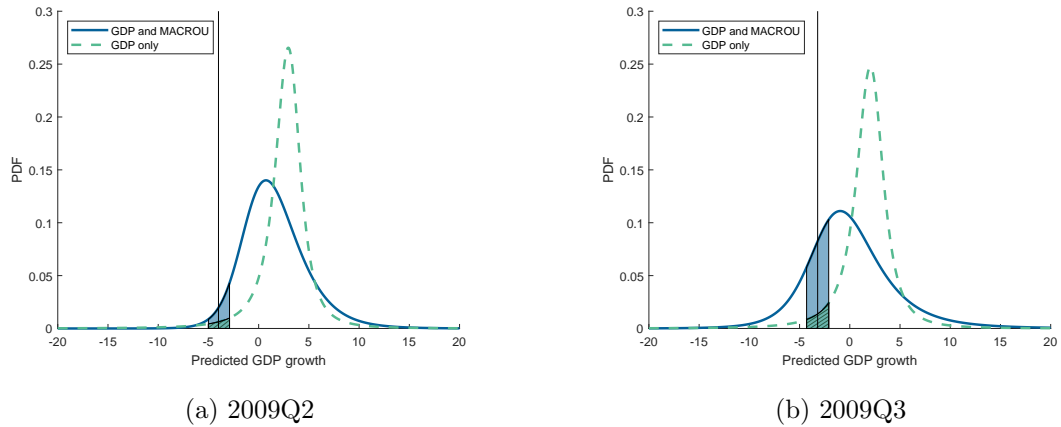 GDP and MACROU
GDP only
0.3
0.25
0.2
0.15
0.1
0.05
0
PDF
-20 -15 -10 -5 0 5 10 15 20
Predicted GDP growth
(a) 2009Q2
GDP and MACROU
GDP only
0.3
0.25
0.2
0.15
0.1
0.05
0
PDF
-20 -15 -10 -5 0 5 10 15 20
Predicted GDP growth
(b) 2009Q3